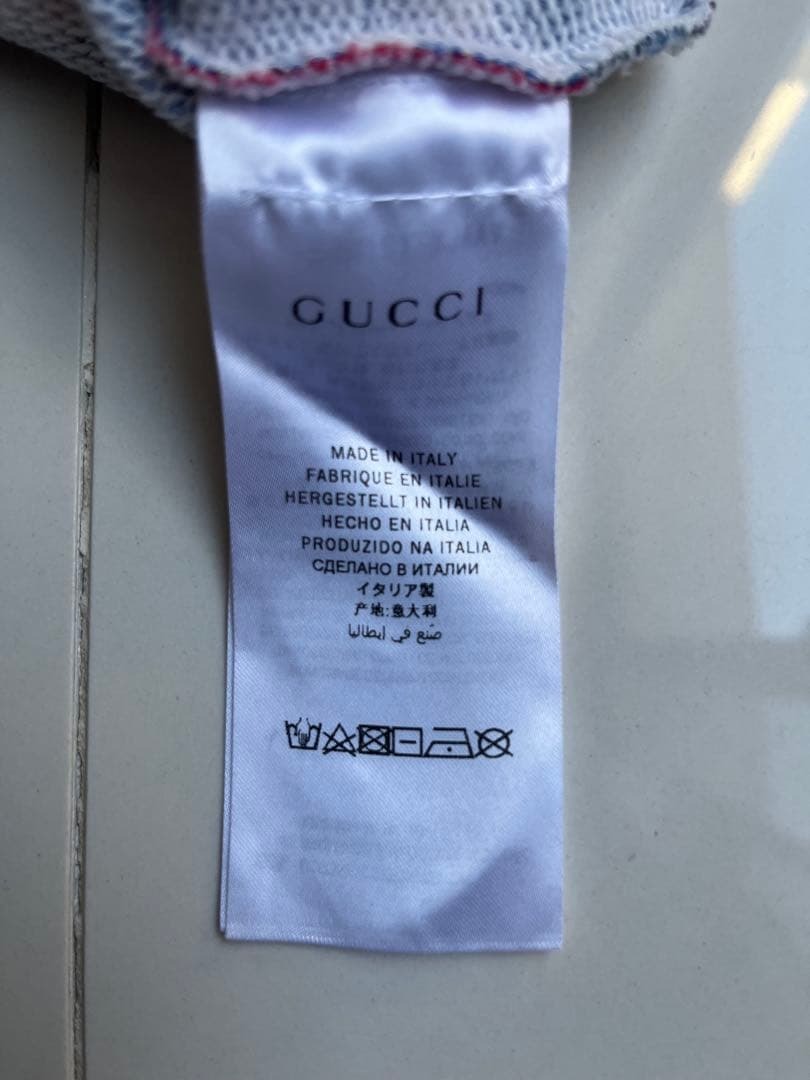 GUCCI
MADE IN ITALY
FABRIQUE EN ITALIE
HERGESTELLT IN ITALIEN
HECHO EN ITALIA
PRODUZIDO NA ITALIA
СДЕЛАНО В ИТАЛИИ
イタリア製
产地:意大利
صنع في ايطاليا